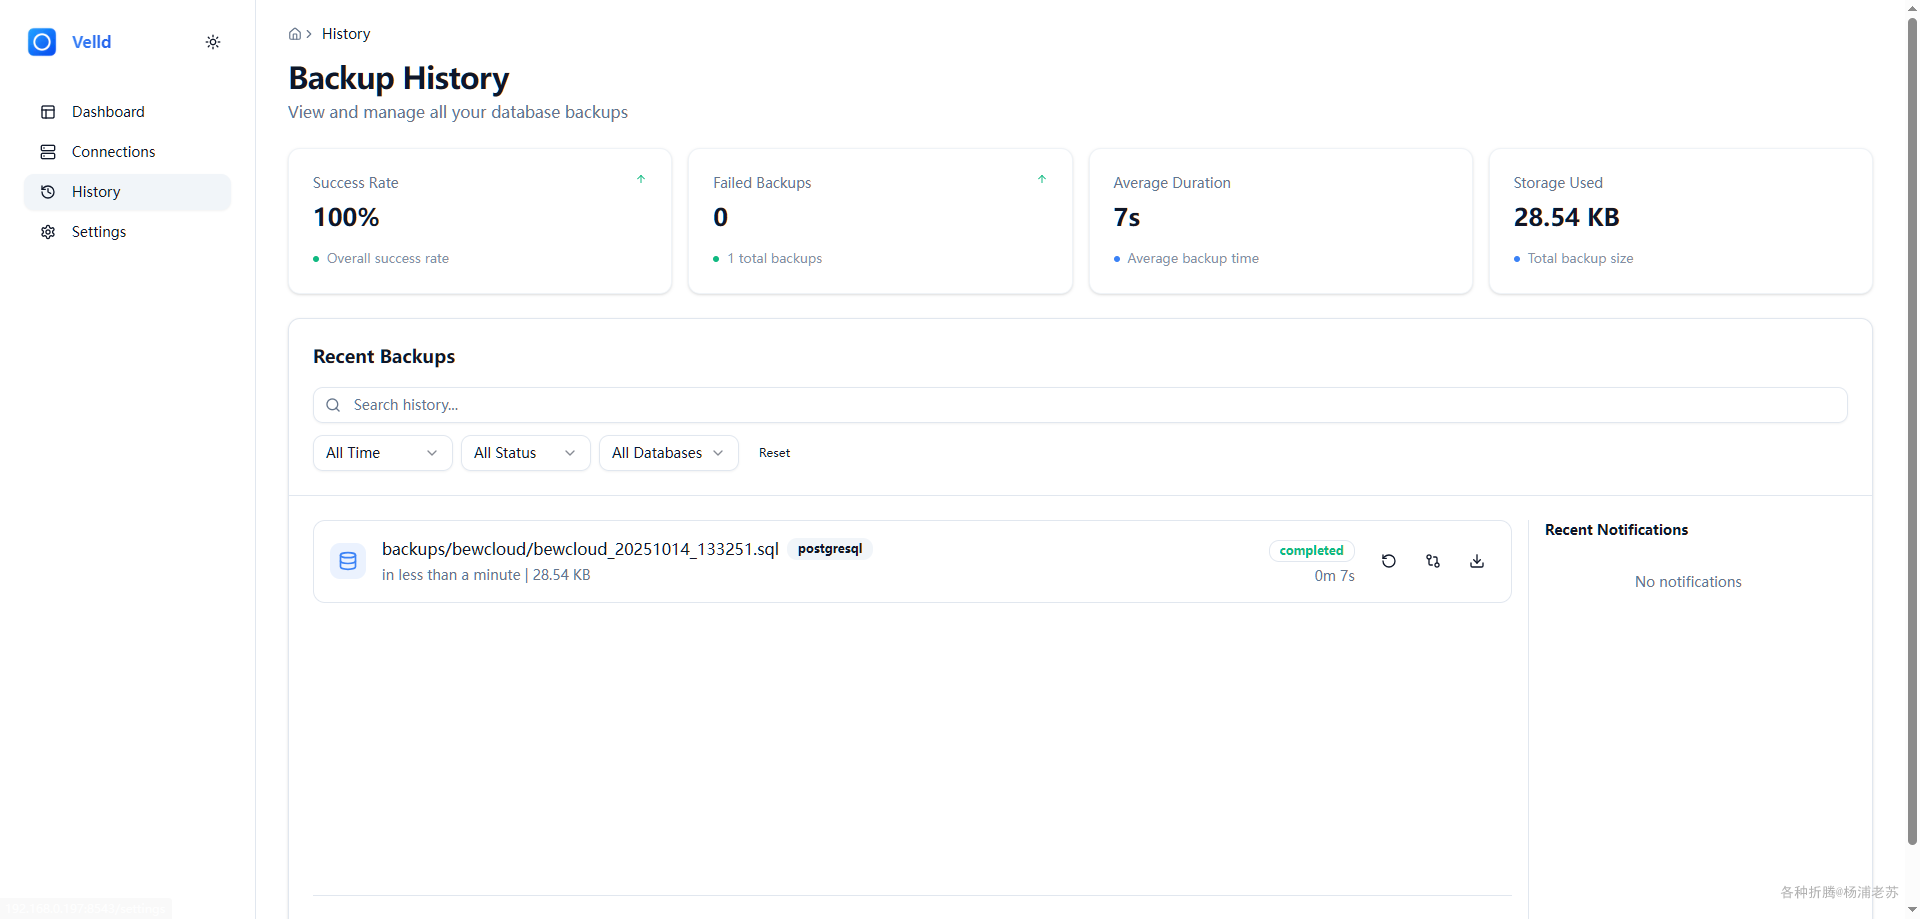 Velld
Dashboard
Connections
History
Settings
History
Backup History
View and manage all your database backups
Success Rate
100%
Overall success rate
Failed Backups
0
1 total backups
Average Duration
7s
Average backup time
Storage Used
28.54 KB
Total backup size
Recent Backups
Search history...
All Time
All Status
All Databases
Reset
backups/bewcloud/bewcloud_20251014_133251.sql postgresql
in less than a minute | 28.54 KB
completed
0m 7s
Recent Notifications
No notifications
各种折腾@杨浦老苏